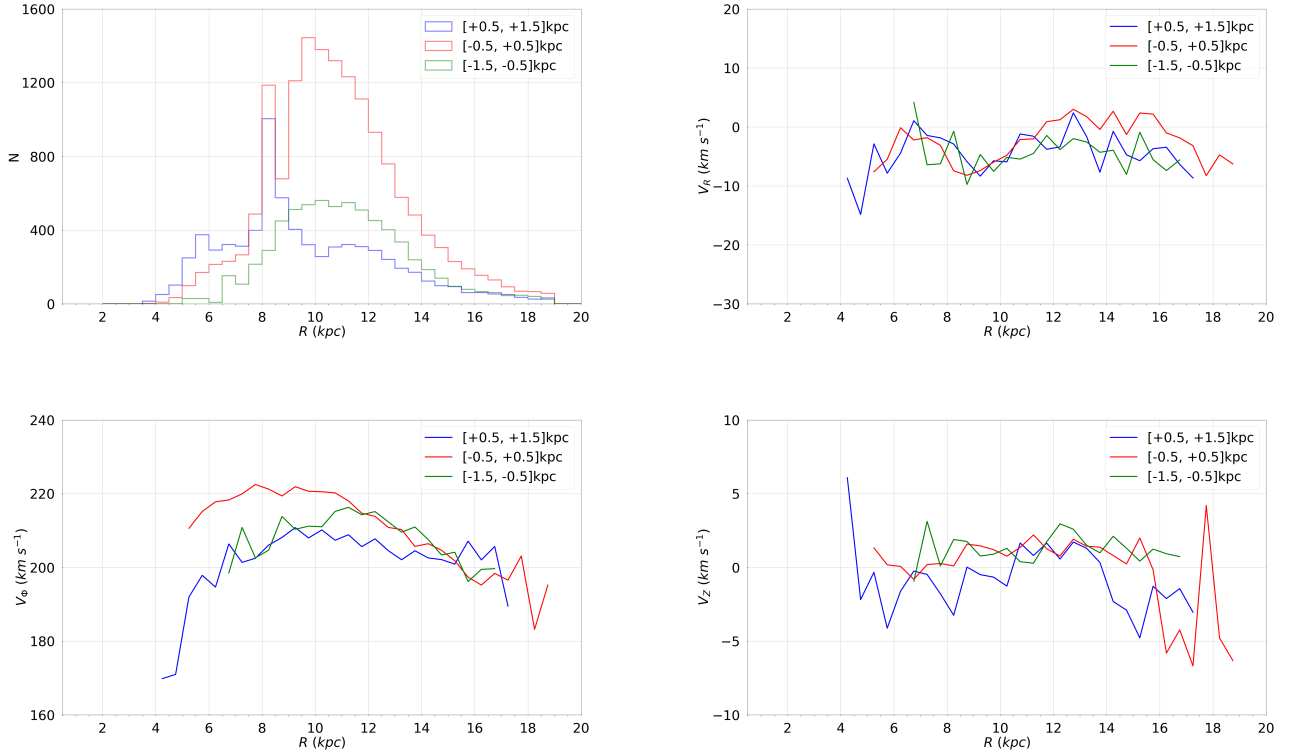 1600
1200
800
400
0
N
2 4 6 8 10 12 14 16 18 20
R (kpc)
[+0.5, +1.5]kpc
[-0.5, +0.5]kpc
[-1.5, -0.5]kpc
20
10
0
−10
−20
−30
V_R (km s⁻¹)
2 4 6 8 10 12 14 16 18 20
R (kpc)
[+0.5, +1.5]kpc
[-0.5, +0.5]kpc
[-1.5, -0.5]kpc
240
220
200
180
160
V_Φ (km s⁻¹)
2 4 6 8 10 12 14 16 18 20
R (kpc)
[+0.5, +1.5]kpc
[-0.5, +0.5]kpc
[-1.5, -0.5]kpc
10
5
0
−5
−10
V_Z (km s⁻¹)
2 4 6 8 10 12 14 16 18 20
R (kpc)
[+0.5, +1.5]kpc
[-0.5, +0.5]kpc
[-1.5, -0.5]kpc